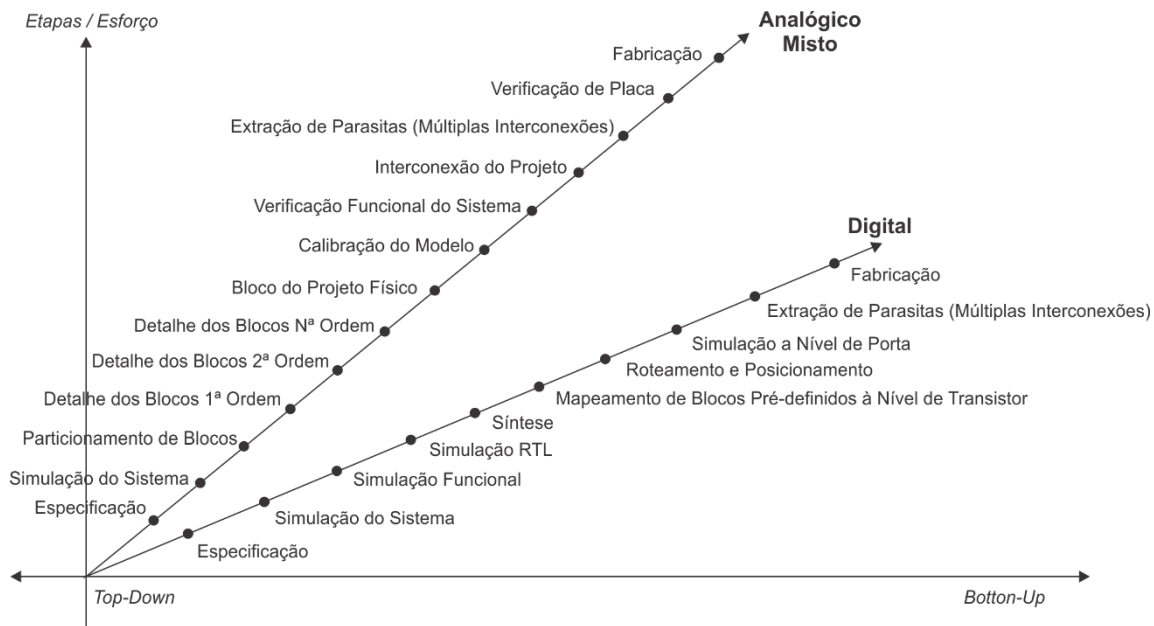 Etapas / Esforço
Analógico
Misto
Fabricação
Verificação de Placa
Extração de Parasitas (Múltiplas Interconexões)
Interconexão do Projeto
Verificação Funcional do Sistema
Calibração do Modelo
Bloco do Projeto Físico
Detalhe dos Blocos Nª Ordem
Detalhe dos Blocos 2ª Ordem
Detalhe dos Blocos 1ª Ordem
Particionamento de Blocos
Simulação do Sistema
Especificação
Digital
Fabricação
Extração de Parasitas (Múltiplas Interconexões)
Simulação a Nível de Porta
Roteamento e Posicionamento
Mapeamento de Blocos Pré-definidos à Nível de Transistor
Síntese
Simulação RTL
Simulação Funcional
Simulação do Sistema
Especificação
Top-Down
Botton-Up